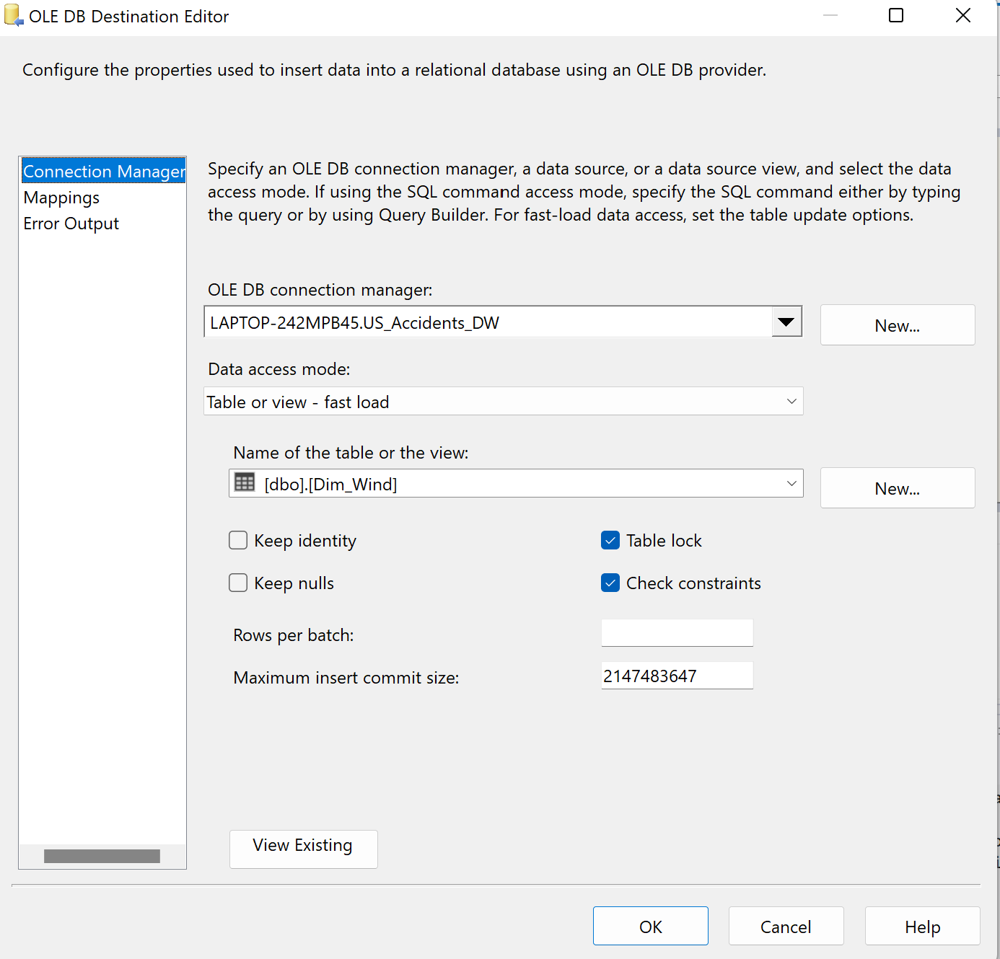 OLE DB Destination Editor
Configure the properties used to insert data into a relational database using an OLE DB provider.
Connection Manager
Mappings
Error Output
Specify an OLE DB connection manager, a data source, or a data source view, and select the data
access mode. If using the SQL command access mode, specify the SQL command either by typing
the query or by using Query Builder. For fast-load data access, set the table update options.
OLE DB connection manager:
LAPTOP-242MPB45.US_Accidents_DW
New...
Data access mode:
Table or view - fast load
Name of the table or the view:
[dbo].[Dim_Wind]
New...
Keep identity
Table lock
Keep nulls
Check constraints
Rows per batch:
Maximum insert commit size:
2147483647
View Existing
OK
Cancel
Help